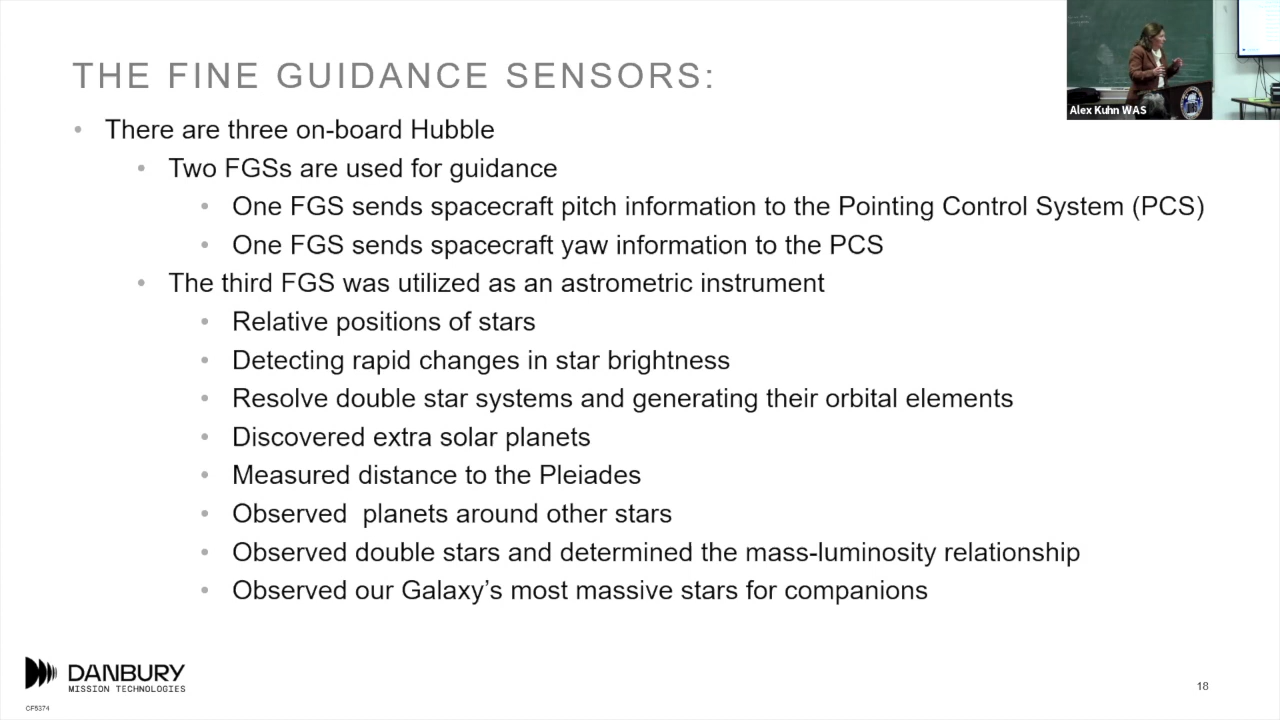 THE FINE GUIDANCE SENSORS:
Alex Kuhn WAS
• There are three on-board Hubble
• Two FGSs are used for guidance
• One FGS sends spacecraft pitch information to the Pointing Control System (PCS)
• One FGS sends spacecraft yaw information to the PCS
• The third FGS was utilized as an astrometric instrument
• Relative positions of stars
• Detecting rapid changes in star brightness
• Resolve double star systems and generating their orbital elements
• Discovered extra solar planets
• Measured distance to the Pleiades
• Observed  planets around other stars
• Observed double stars and determined the mass-luminosity relationship
• Observed our Galaxy’s most massive stars for companions
DANBURY
MISSION TECHNOLOGIES
CF5374
18